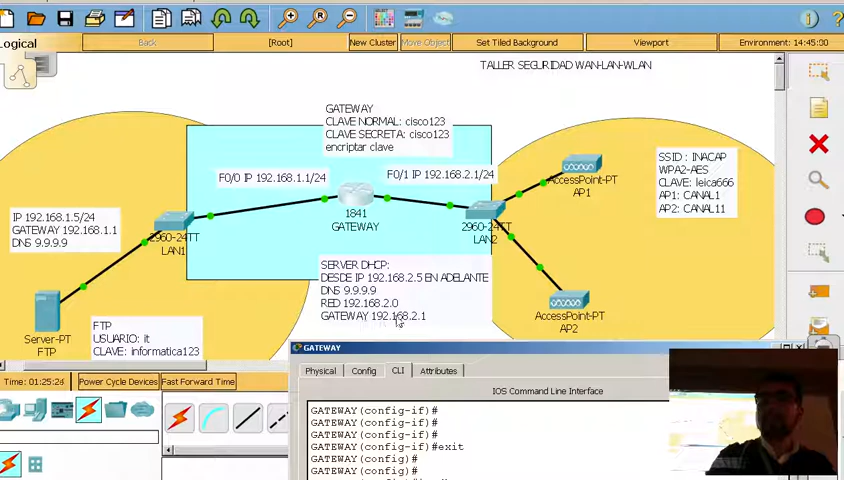 Logical
Back
[Root]
New Cluster
Move Object
Set Tiled Background
Viewport
Environment: 14:45:00
TALLER SEGURIDAD WAN-LAN-WLAN
GATEWAY
CLAVE NORMAL: cisco123
CLAVE SECRETA: cisco123
encriptar clave
F0/0 IP 192.168.1.1/24
F0/1 IP 192.168.2.1/24
SSID : INACAP
WPA2-AES
CLAVE: leica666
AP1: CANAL1
AP2: CANAL11
AccessPoint-PT
AP1
1841
GATEWAY
IP 192.168.1.5/24
GATEWAY 192.168.1.1
DNS 9.9.9.9
2960-24TT
LAN1
2960-24TT
LAN2
SERVER DHCP:
DESDE IP 192.168.2.5 EN ADELANTE
DNS 9.9.9.9
RED 192.168.2.0
GATEWAY 192.168.2.1
AccessPoint-PT
AP2
Server-PT
FTP
FTP
USUARIO: it
CLAVE: informatica123
GATEWAY
Time: 01:25:26
Power Cycle Devices
Fast Forward Time
Physical
Config
CLI
Attributes
IOS Command Line Interface
GATEWAY(config-if)#
GATEWAY(config-if)#
GATEWAY(config-if)#
GATEWAY(config-if)#exit
GATEWAY(config)#
GATEWAY(config)#